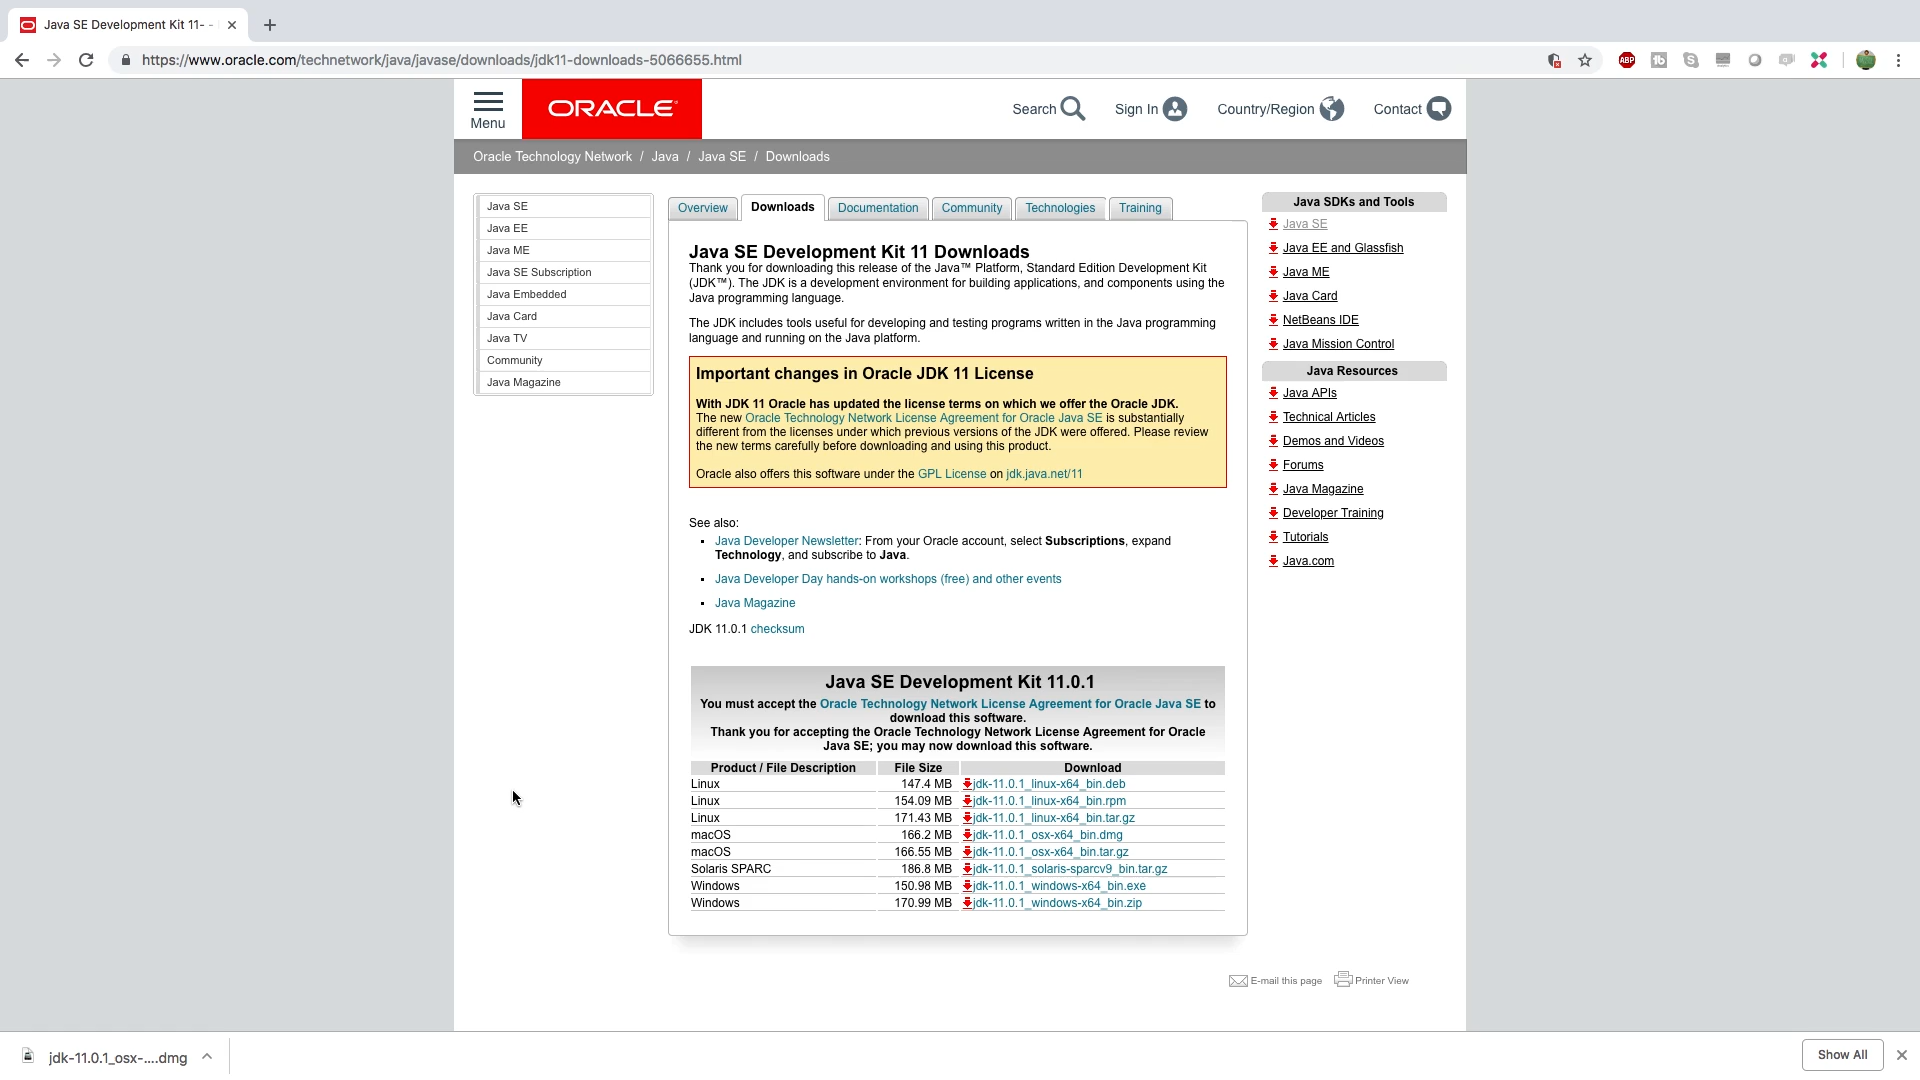 Java SE Development Kit 11- -
https://www.oracle.com/technetwork/java/javase/downloads/jdk11-downloads-5066655.html
ABP
Menu
ORACLE
Search
Sign In
Country/Region
Contact
Oracle Technology Network / Java / Java SE / Downloads
Java SE
Java EE
Java ME
Java SE Subscription
Java Embedded
Java Card
Java TV
Community
Java Magazine
Overview
Downloads
Documentation
Community
Technologies
Training
Java SE Development Kit 11 Downloads
Thank you for downloading this release of the Java™ Platform, Standard Edition Development Kit
(JDK™). The JDK is a development environment for building applications, and components using the
Java programming language.
The JDK includes tools useful for developing and testing programs written in the Java programming
language and running on the Java platform.
Important changes in Oracle JDK 11 License
With JDK 11 Oracle has updated the license terms on which we offer the Oracle JDK.
The new Oracle Technology Network License Agreement for Oracle Java SE is substantially
different from the licenses under which previous versions of the JDK were offered. Please review
the new terms carefully before downloading and using this product.
Oracle also offers this software under the GPL License on jdk.java.net/11
See also:
Java Developer Newsletter: From your Oracle account, select Subscriptions, expand
Technology, and subscribe to Java.
Java Developer Day hands-on workshops (free) and other events
Java Magazine
JDK 11.0.1 checksum
Java SE Development Kit 11.0.1
You must accept the Oracle Technology Network License Agreement for Oracle Java SE to
download this software.
Thank you for accepting the Oracle Technology Network License Agreement for Oracle
Java SE; you may now download this software.
Product / File Description File Size Download
Linux 147.4 MB jdk-11.0.1_linux-x64_bin.deb
Linux 154.09 MB jdk-11.0.1_linux-x64_bin.rpm
Linux 171.43 MB jdk-11.0.1_linux-x64_bin.tar.gz
macOS 166.2 MB jdk-11.0.1_osx-x64_bin.dmg
macOS 166.55 MB jdk-11.0.1_osx-x64_bin.tar.gz
Solaris SPARC 186.8 MB jdk-11.0.1_solaris-sparcv9_bin.tar.gz
Windows 150.98 MB jdk-11.0.1_windows-x64_bin.exe
Windows 170.99 MB jdk-11.0.1_windows-x64_bin.zip
Java SDKs and Tools
Java SE
Java EE and Glassfish
Java ME
Java Card
NetBeans IDE
Java Mission Control
Java Resources
Java APIs
Technical Articles
Demos and Videos
Forums
Java Magazine
Developer Training
Tutorials
Java.com
E-mail this page
Printer View
jdk-11.0.1_osx-....dmg
Show All